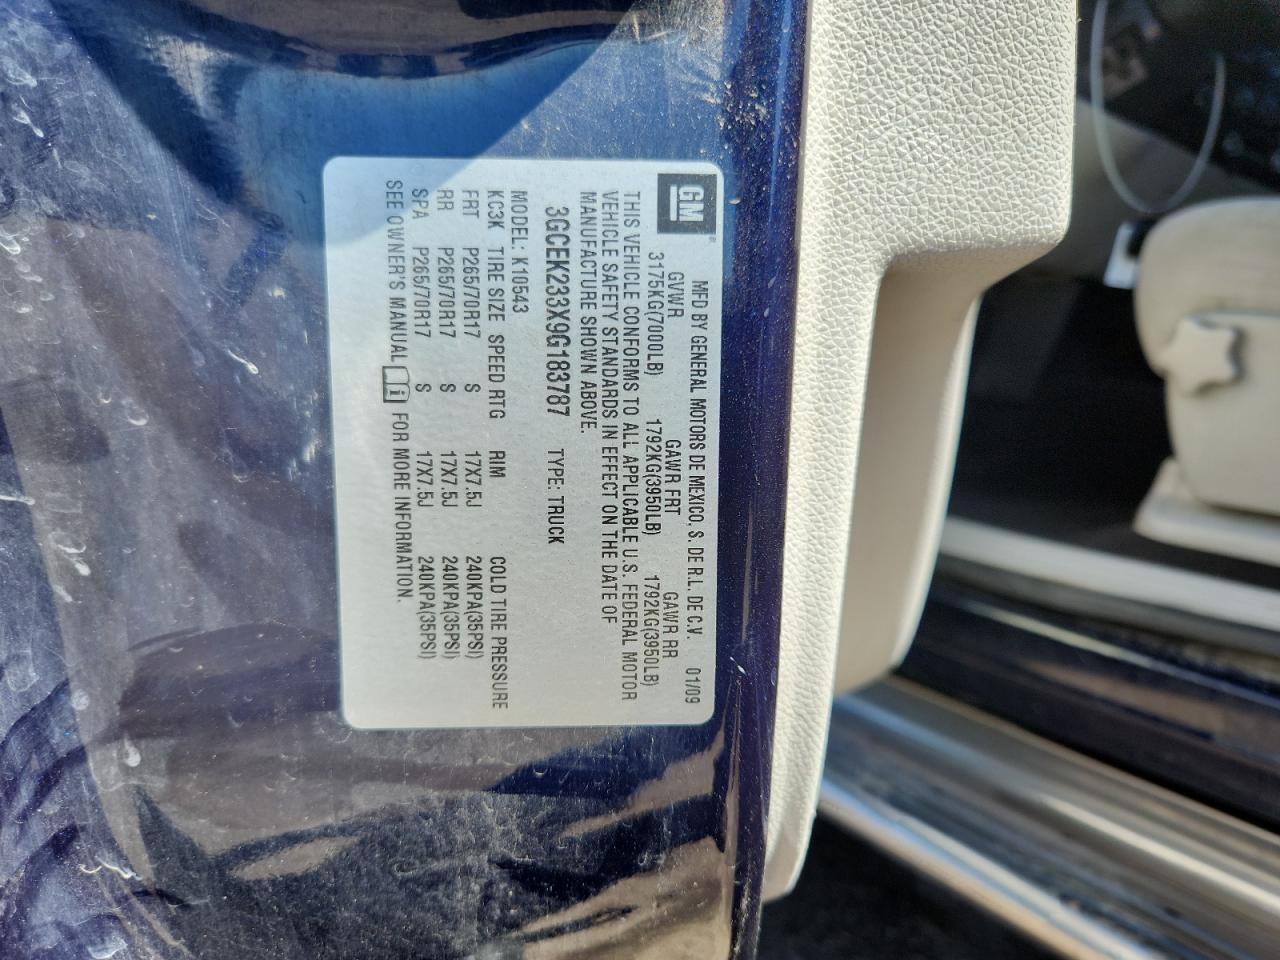 GM
MFD BY GENERAL MOTORS DE MEXICO, S. DE R.L. DE C.V. 01/09
GVWR GAWR FRT GAWR RR
3175KG(7000LB) 1792KG(3950LB) 1792KG(3950LB)
THIS VEHICLE CONFORMS TO ALL APPLICABLE U.S. FEDERAL MOTOR
VEHICLE SAFETY STANDARDS IN EFFECT ON THE DATE OF
MANUFACTURE SHOWN ABOVE.
3GCEK233X9G183787 TYPE: TRUCK
MODEL: K10543
KC3K TIRE SIZE SPEED RTG RIM COLD TIRE PRESSURE
FRT P265/70R17 S 17X7.5J 240KPA(35PSI)
RR P265/70R17 S 17X7.5J 240KPA(35PSI)
SPA P265/70R17 S 17X7.5J 240KPA(35PSI)
SEE OWNER'S MANUAL FOR MORE INFORMATION.